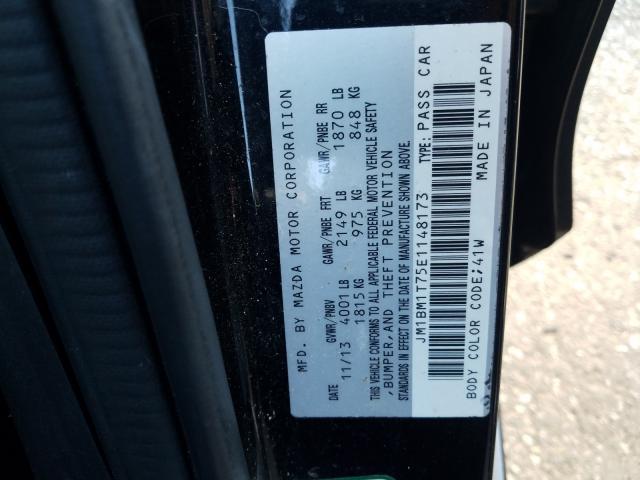 MFD. BY MAZDA MOTOR CORPORATION
GVWR/PNBV GAWR/PNBE FRT GAWR/PNBE RR
DATE 11/13 4001 LB 2149 LB 1870 LB
1815 KG 975 KG 848 KG
THIS VEHICLE CONFORMS TO ALL APPLICABLE FEDERAL MOTOR VEHICLE SAFETY
,BUMPER,AND THEFT PREVENTION
STANDARDS IN EFFECT ON THE DATE OF MANUFACTURE SHOWN ABOVE.
JM1BM1T75E1148173 TYPE: PASS CAR
BODY COLOR CODE;41W MADE IN JAPAN